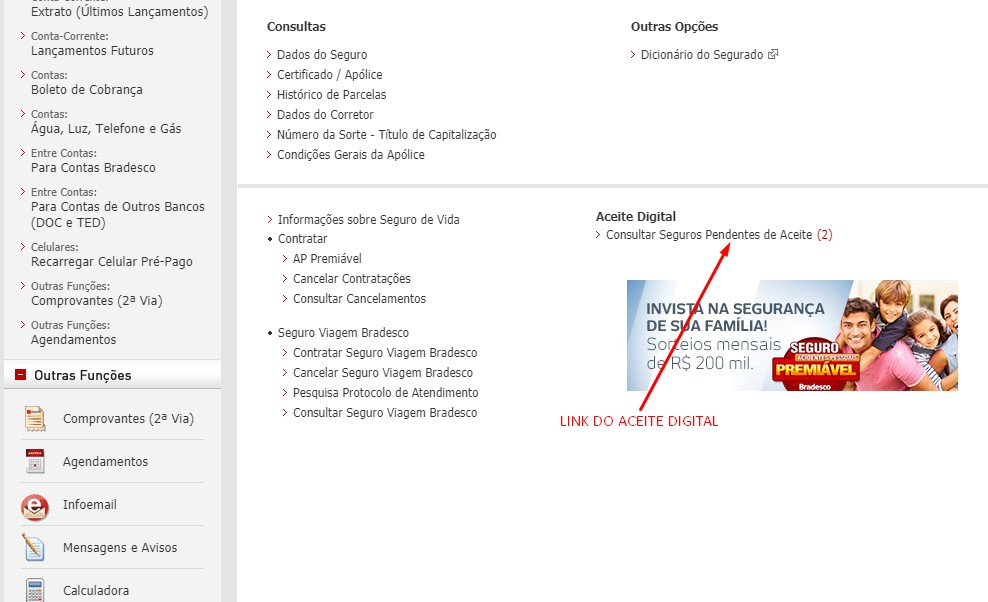 Extrato (Últimos Lançamentos)
Conta-Corrente:
Lançamentos Futuros
Contas:
Boleto de Cobrança
Contas:
Água, Luz, Telefone e Gás
Entre Contas:
Para Contas Bradesco
Entre Contas:
Para Contas de Outros Bancos
(DOC e TED)
Celulares:
Recarregar Celular Pré-Pago
Outras Funções:
Comprovantes (2ª Via)
Outras Funções:
Agendamentos
Outras Funções
Comprovantes (2ª Via)
Agendamentos
Infoemail
Mensagens e Avisos
Calculadora
Consultas
Dados do Seguro
Certificado / Apólice
Histórico de Parcelas
Dados do Corretor
Número da Sorte - Título de Capitalização
Condições Gerais da Apólice
Outras Opções
Dicionário do Segurado
Informações sobre Seguro de Vida
Contratar
AP Premiável
Cancelar Contratações
Consultar Cancelamentos
Seguro Viagem Bradesco
Contratar Seguro Viagem Bradesco
Cancelar Seguro Viagem Bradesco
Pesquisa Protocolo de Atendimento
Consultar Seguro Viagem Bradesco
Aceite Digital
Consultar Seguros Pendentes de Aceite (2)
INVISTA NA SEGURANÇA
DE SUA FAMÍLIA!
Sorteios mensais
de R$ 200 mil.
SEGURO
ACIDENTES PESSOAIS
PREMIÁVEL
Bradesco
LINK DO ACEITE DIGITAL